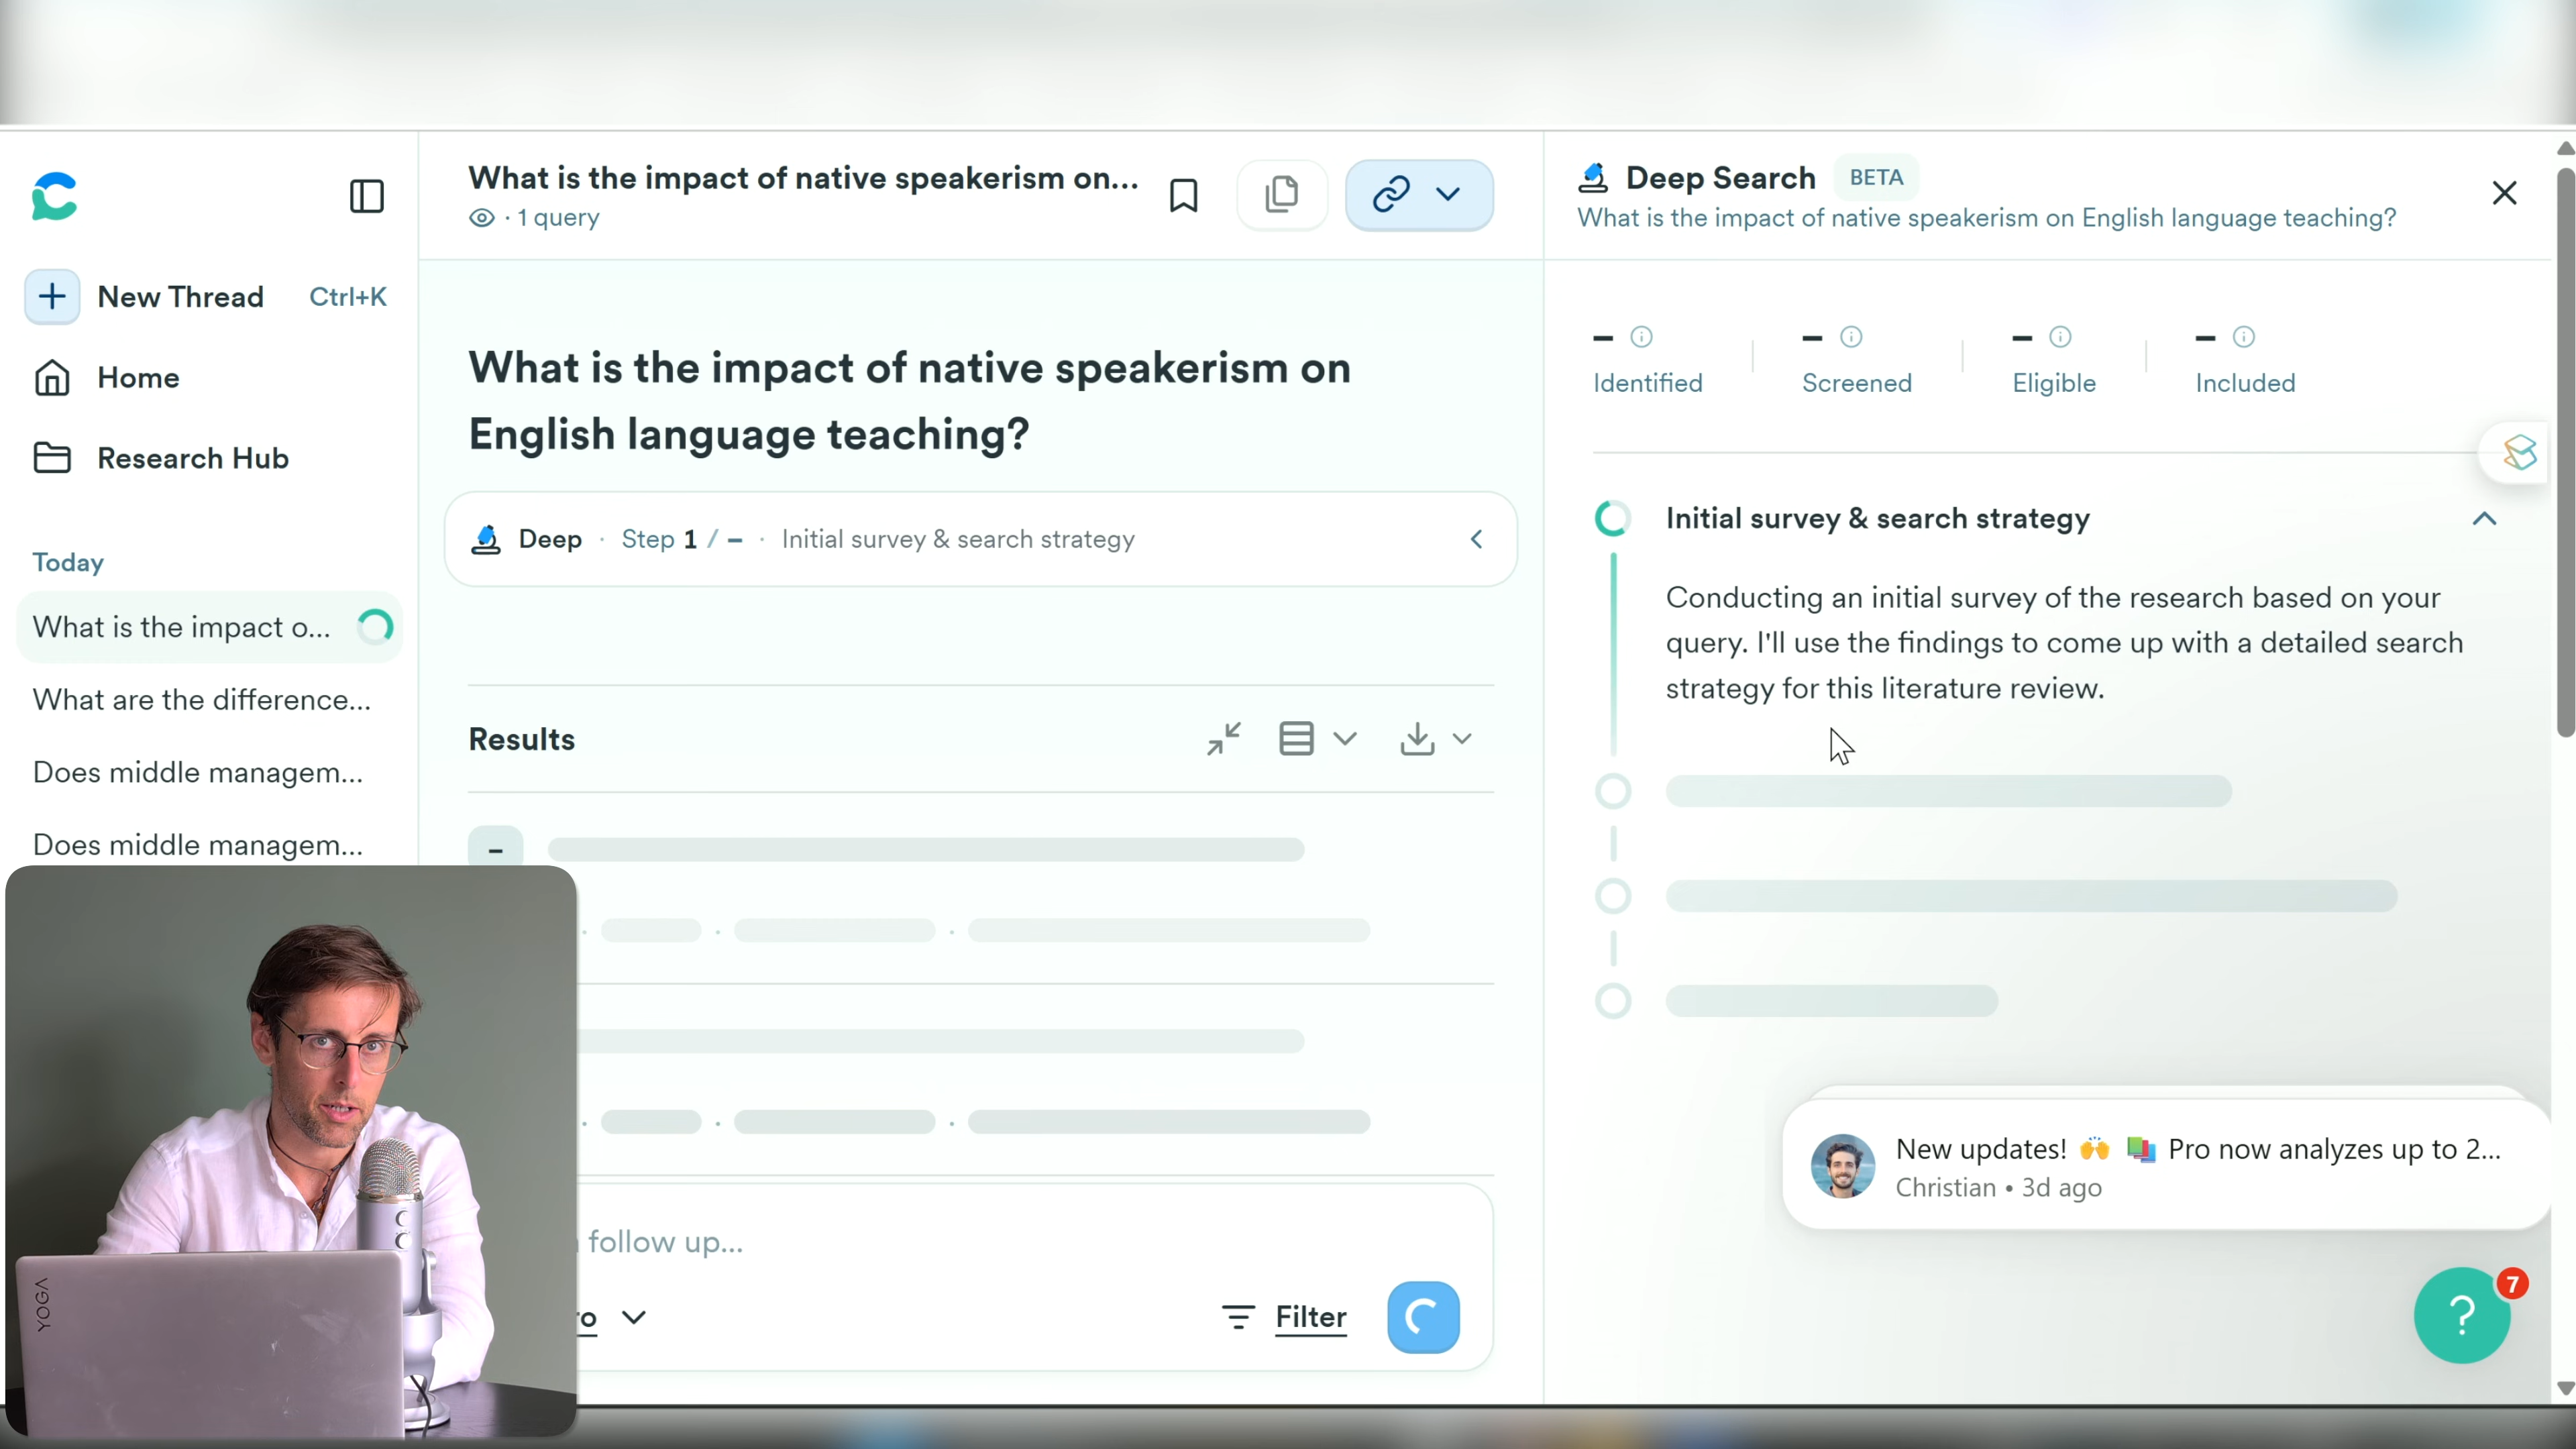 New Thread Ctrl+K
Home
Research Hub
Today
What is the impact o...
What are the difference...
Does middle managem...
Does middle managem...
What is the impact of native speakerism on...
· 1 query
What is the impact of native speakerism on
English language teaching?
Deep · Step 1 / – · Initial survey & search strategy
Results
–
follow up...
Filter
Deep Search BETA
What is the impact of native speakerism on English language teaching?
– – – –
Identified Screened Eligible Included
Initial survey & search strategy
Conducting an initial survey of the research based on your
query. I'll use the findings to come up with a detailed search
strategy for this literature review.
New updates! 🙌 📚 Pro now analyzes up to 2...
Christian • 3d ago
7
?
YOGA